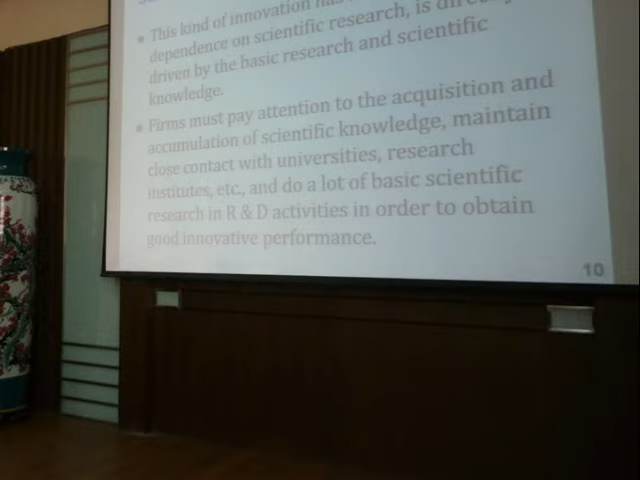 This kind of innovation has
dependence on scientific research, is directly
driven by the basic research and scientific
knowledge.
Firms must pay attention to the acquisition and
accumulation of scientific knowledge, maintain
close contact with universities, research
institutes, etc., and do a lot of basic scientific
research in R & D activities in order to obtain
good innovative performance.
10